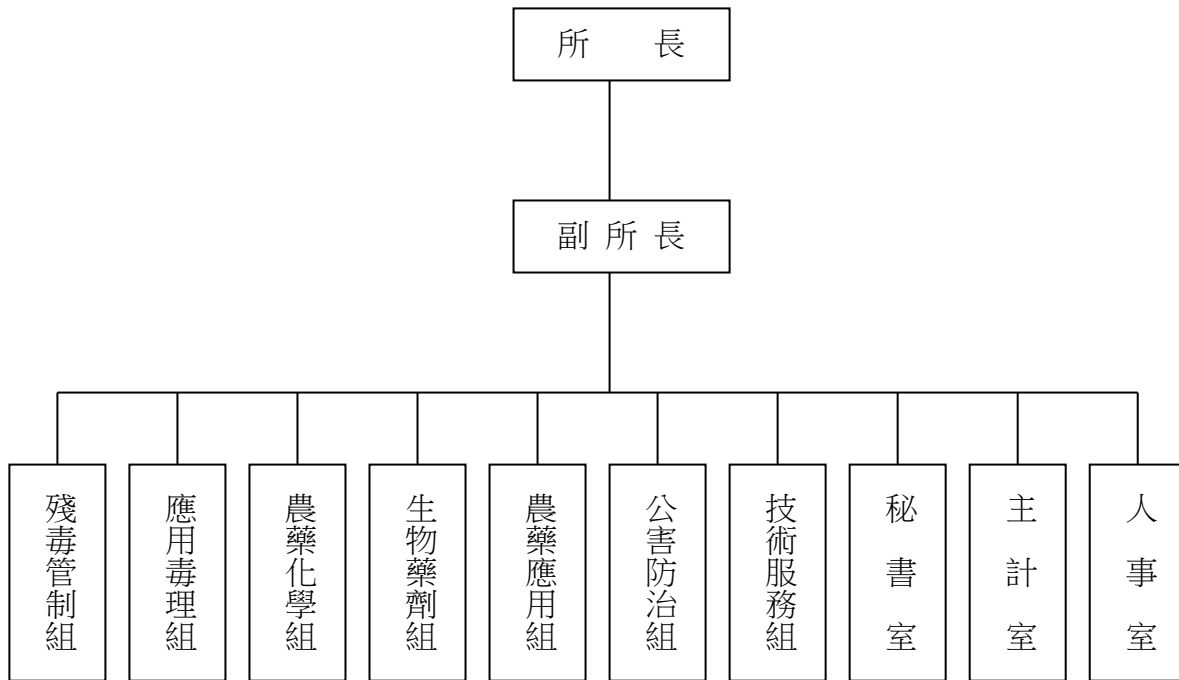 所　　長
副 所 長
殘毒管制組
應用毒理組
農藥化學組
生物藥劑組
農藥應用組
公害防治組
技術服務組
秘書室
主計室
人事室